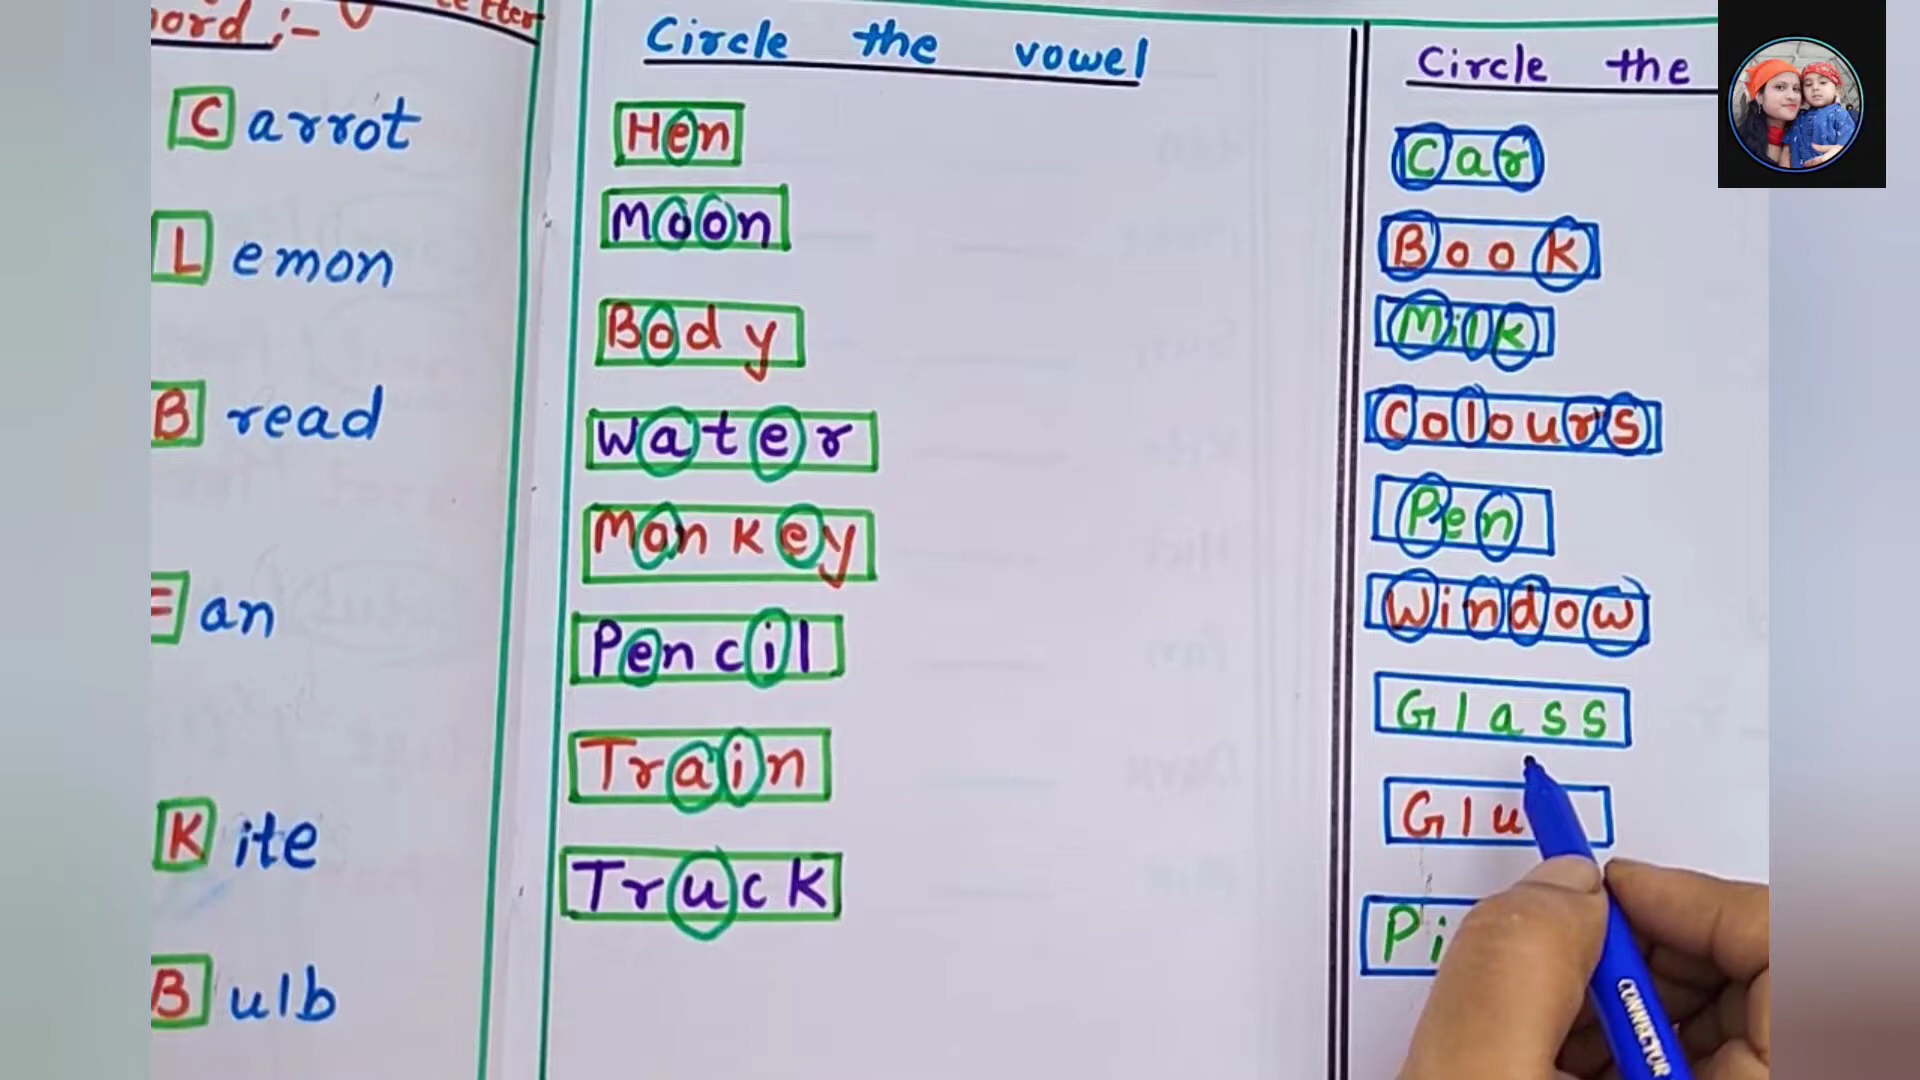 ord :-
Carrot
Lemon
Bread
an
Kite
Bulb
Circle the vowel
Hen
Moon
Body
Water
Monkey
Pencil
Train
Truck
Circle the
Car
Book
Milk
Colours
Pen
Window
Glass
Glu
Pi
CONNECTOR